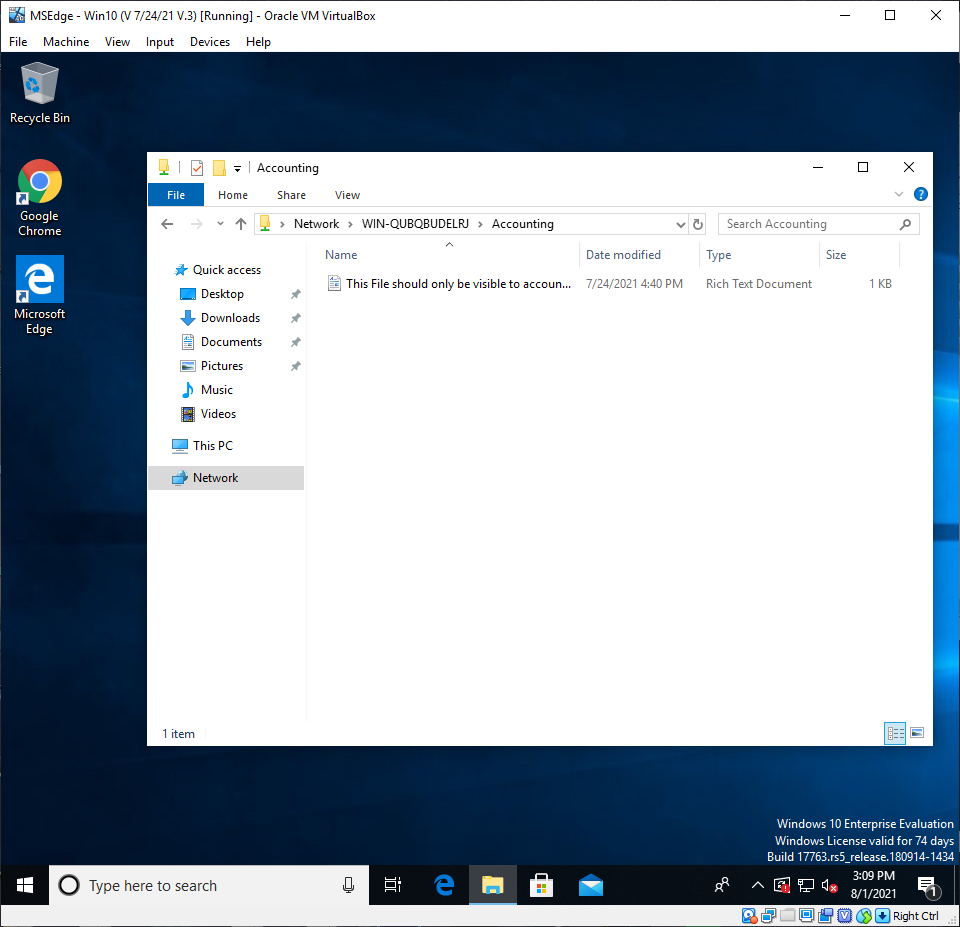 MSEdge - Win10 (V 7/24/21 V.3) [Running] - Oracle VM VirtualBox
File Machine View Input Devices Help
Recycle Bin
Google
Chrome
Microsoft
Edge
Accounting
File Home Share View
Network WIN-QUBQBUDELRJ Accounting
Search Accounting
Name Date modified Type Size
This File should only be visible to accoun... 7/24/2021 4:40 PM Rich Text Document 1 KB
Quick access
Desktop
Downloads
Documents
Pictures
Music
Videos
This PC
Network
1 item
Windows 10 Enterprise Evaluation
Windows License valid for 74 days
Build 17763.rs5_release.180914-1434
Type here to search
3:09 PM
8/1/2021
1
Right Ctrl